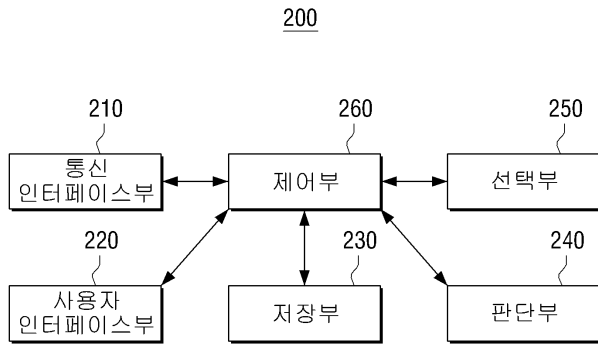 200
210
260
250
통신
인터페이스부
제어부
선택부
220
230
240
사용자
인터페이스부
저장부
판단부